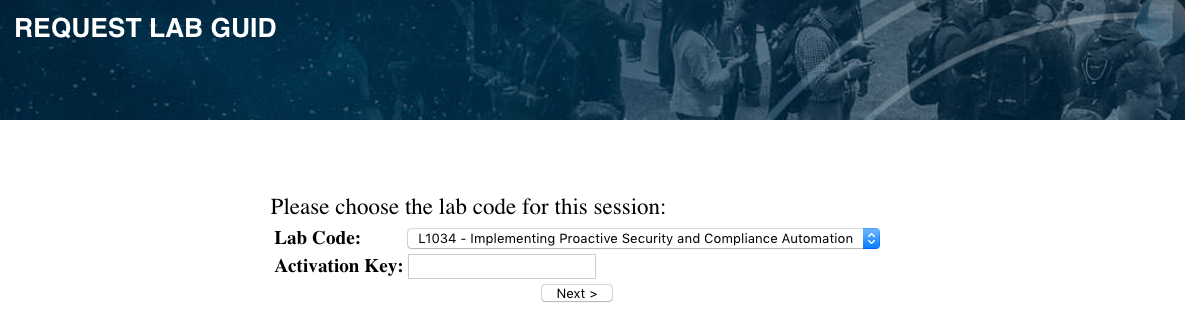 REQUEST LAB GUID
Please choose the lab code for this session:
Lab Code: L1034 - Implementing Proactive Security and Compliance Automation
Activation Key:
Next >